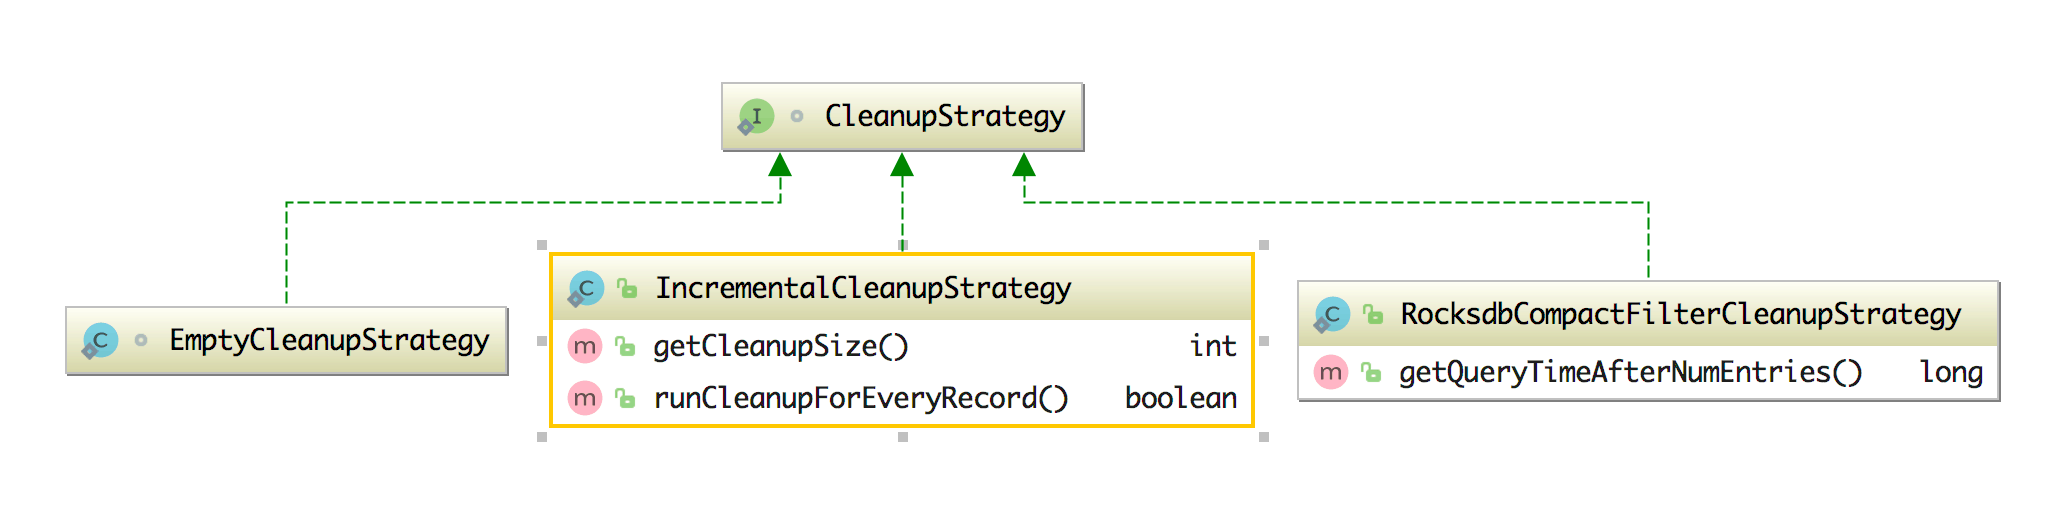 I CleanupStrategy
C EmptyCleanupStrategy
C IncrementalCleanupStrategy
m getCleanupSize() int
m runCleanupForEveryRecord() boolean
C RocksdbCompactFilterCleanupStrategy
m getQueryTimeAfterNumEntries() long